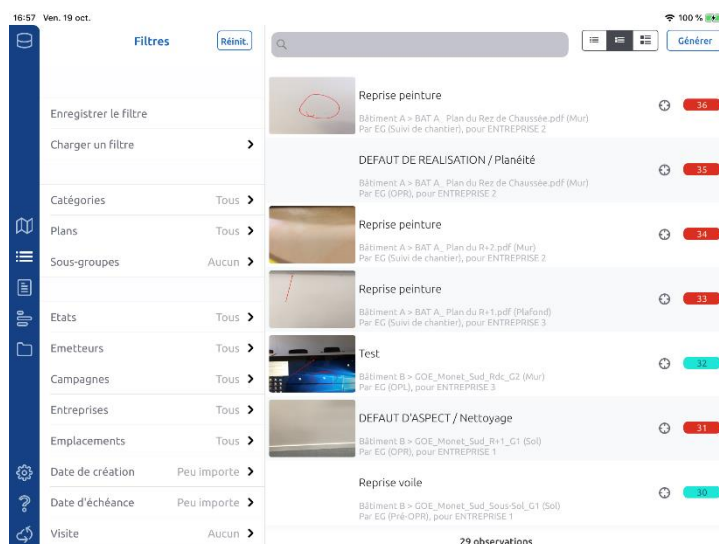 16:57 Ven. 19 oct.
100 %
Filtres
Réinit.
Générer
Enregistrer le filtre
Charger un filtre
Catégories Tous
Plans Tous
Sous-groupes Aucun
Etats Tous
Emetteurs Tous
Campagnes Tous
Entreprises Tous
Emplacements Tous
Date de création Peu importe
Date d'échéance Peu importe
Visite Aucun
Reprise peinture
Bâtiment A > BAT A_ Plan du Rez de Chaussée.pdf (Mur)
Par EG (Suivi de chantier), pour ENTREPRISE 2
36
DEFAUT DE REALISATION / Planéité
Bâtiment A > BAT A_ Plan du Rez de Chaussée.pdf (Mur)
Par EG (OPR), pour ENTREPRISE 2
35
Reprise peinture
Bâtiment A > BAT A_ Plan du R+2.pdf (Mur)
Par EG (Suivi de chantier), pour ENTREPRISE 2
34
Reprise peinture
Bâtiment A > BAT A_ Plan du R+1.pdf (Plafond)
Par EG (Suivi de chantier), pour ENTREPRISE 3
33
Test
Bâtiment B > GOE_Monet_Sud_Rdc_G2 (Mur)
Par EG (OPL), pour ENTREPRISE 3
32
DEFAUT D'ASPECT / Nettoyage
Bâtiment B > GOE_Monet_Sud_R+1_G1 (Sol)
Par EG (OPR), pour ENTREPRISE 1
31
Reprise voile
Bâtiment B > GOE_Monet_Sud_Sous-Sol_G1 (Sol)
Par EG (Pré-OPR), pour ENTREPRISE 1
30
29 observations